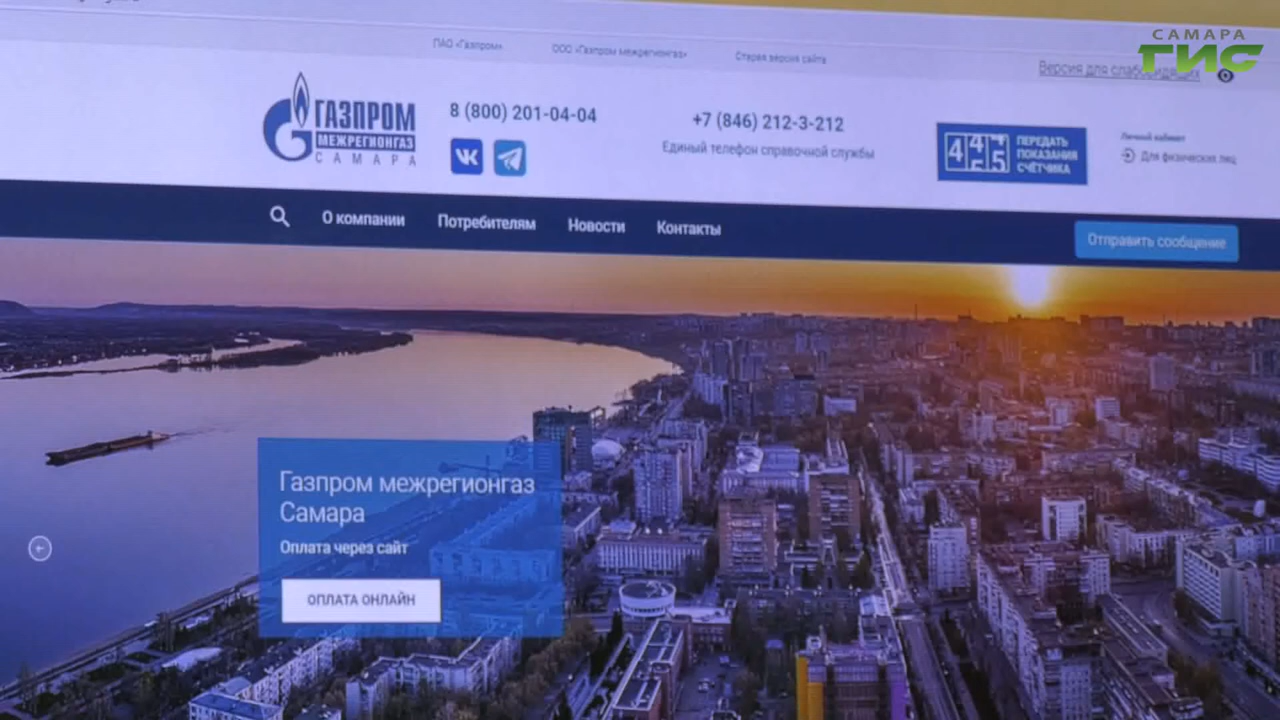 САМАРА
ГИС
ПАО «Газпром»
ООО «Газпром межрегионгаз»
Старая версия сайта
Версия для слабовидящих
ГАЗПРОМ
МЕЖРЕГИОНГАЗ
САМАРА
8 (800) 201-04-04
+7 (846) 212-3-212
Единый телефон справочной службы
445
ПЕРЕДАТЬ
ПОКАЗАНИЯ
СЧЁТЧИКА
Личный кабинет
Для физических лиц
О компании
Потребителям
Новости
Контакты
Отправить сообщение
Газпром межрегионгаз
Самара
Оплата через сайт
ОПЛАТА ОНЛАЙН